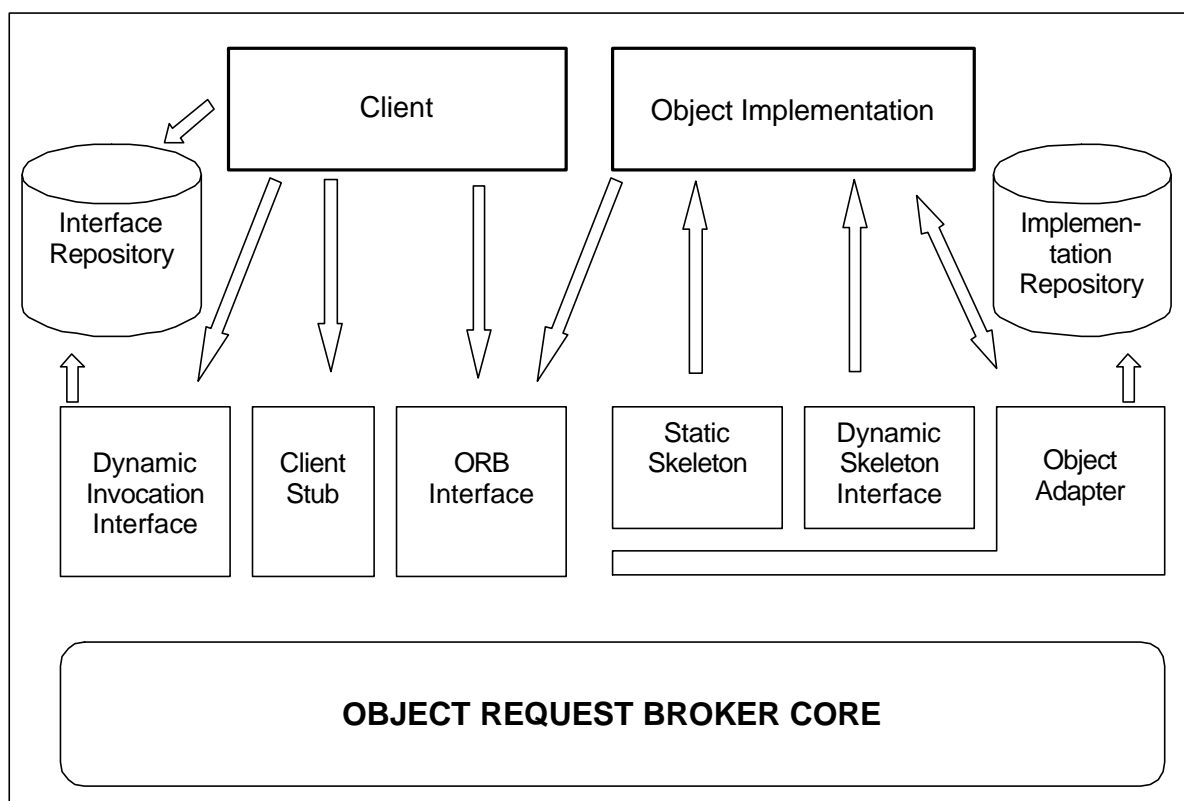 Client
Object Implementation
Interface
Repository
Implemen-
tation
Repository
Dynamic
Invocation
Interface
Client
Stub
ORB
Interface
Static
Skeleton
Dynamic
Skeleton
Interface
Object
Adapter
OBJECT REQUEST BROKER CORE